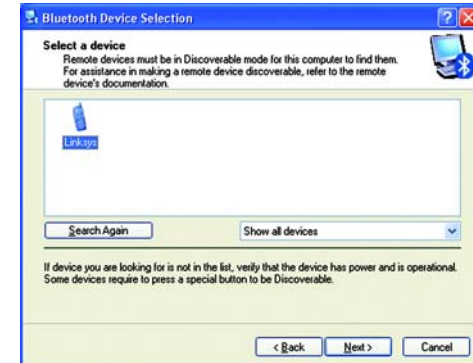 Bluetooth Device Selection
Select a device
Remote devices must be in Discoverable mode for this computer to find them.
For assistance in making a remote device discoverable, refer to the remote
device's documentation.
Linksys
Search Again
Show all devices
If device you are looking for is not in the list, verify that the device has power and is operational.
Some devices require to press a special button to be Discoverable.
< Back
Next >
Cancel